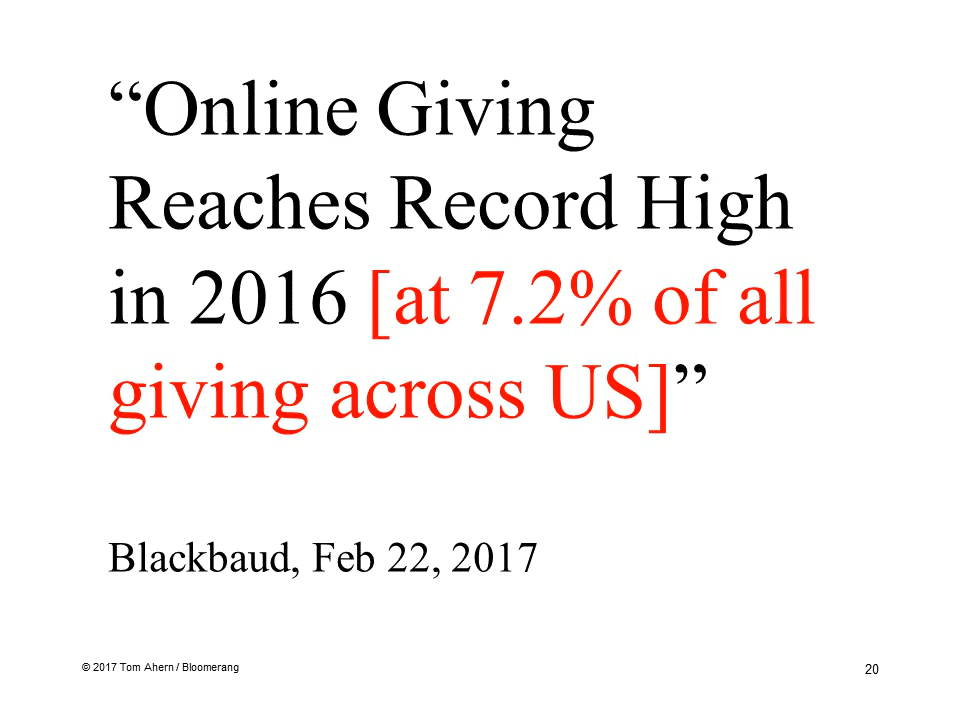 “Online Giving
Reaches Record High
in 2016 [at 7.2% of all
giving across US]”
Blackbaud, Feb 22, 2017
© 2017 Tom Ahern / Bloomerang
20